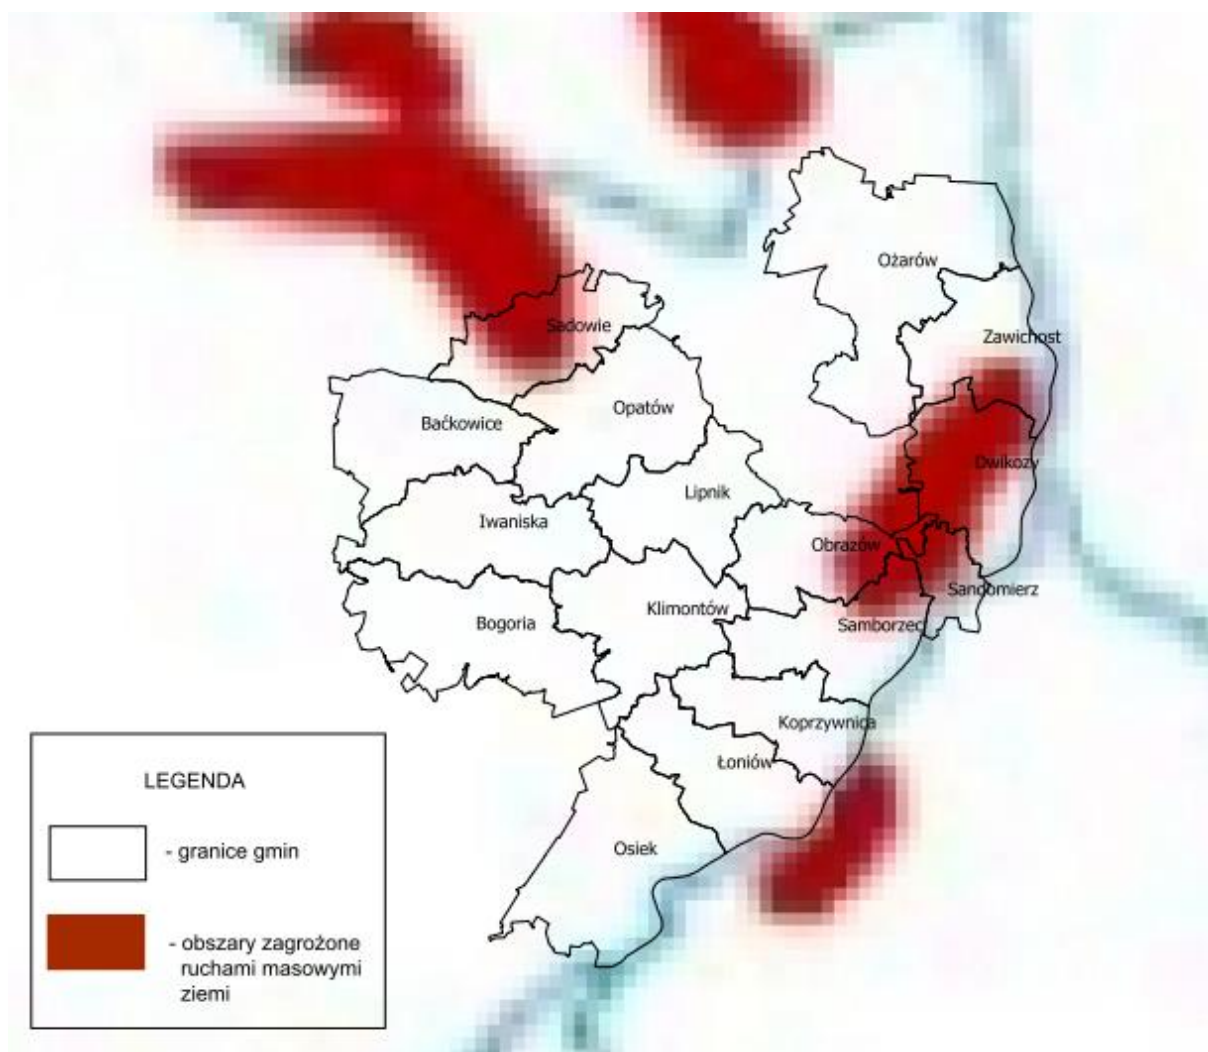 Ożarów
Zawichost
Sadowie
Opatów
Baćkowice
Dwikozy
Lipnik
Iwaniska
Obrazów
Sandomierz
Klimontów
Bogoria
Samborzec
Koprzywnica
Łoniów
Osiek
LEGENDA
- granice gmin
- obszary zagrożone
ruchami masowymi
ziemi